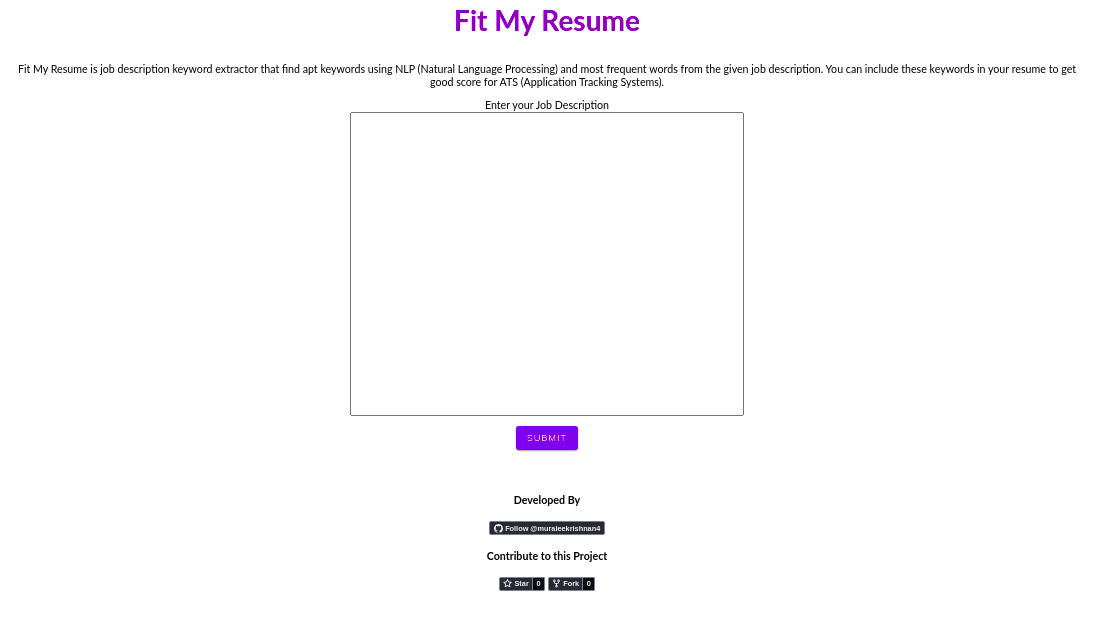 Fit My Resume
Fit My Resume is job description keyword extractor that find apt keywords using NLP (Natural Language Processing) and most frequent words from the given job description. You can include these keywords in your resume to get
good score for ATS (Application Tracking Systems).
Enter your Job Description
SUBMIT
Developed By
Follow @muraleekrishnan4
Contribute to this Project
Star 0 Fork 0